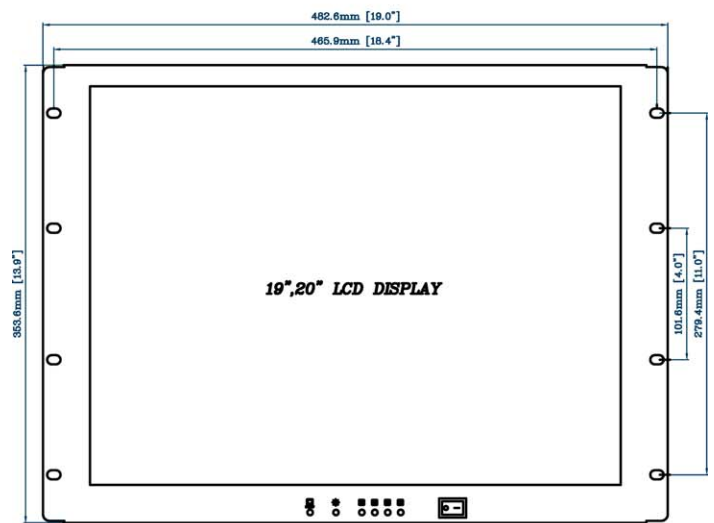 482.6mm [19.0"]
465.9mm [18.4"]
353.6mm [13.9"]
19",20" LCD DISPLAY
101.6mm [4.0"]
279.4mm [11.0"]